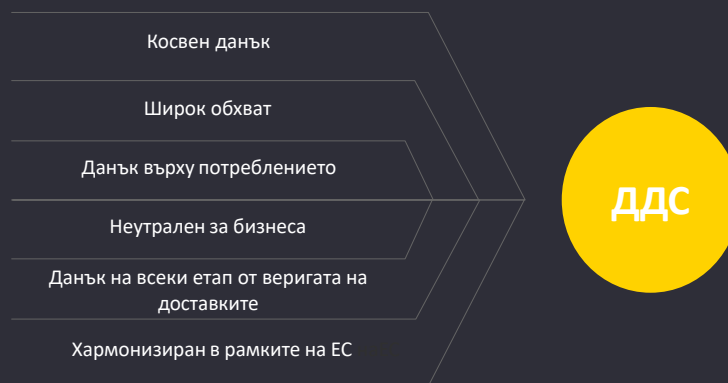 Косвен данък
Широк обхват
Данък върху потреблението
ДДС
Неутрален за бизнеса
Данък на всеки етап от веригата на
доставките
Хармонизиран в рамките на ЕС